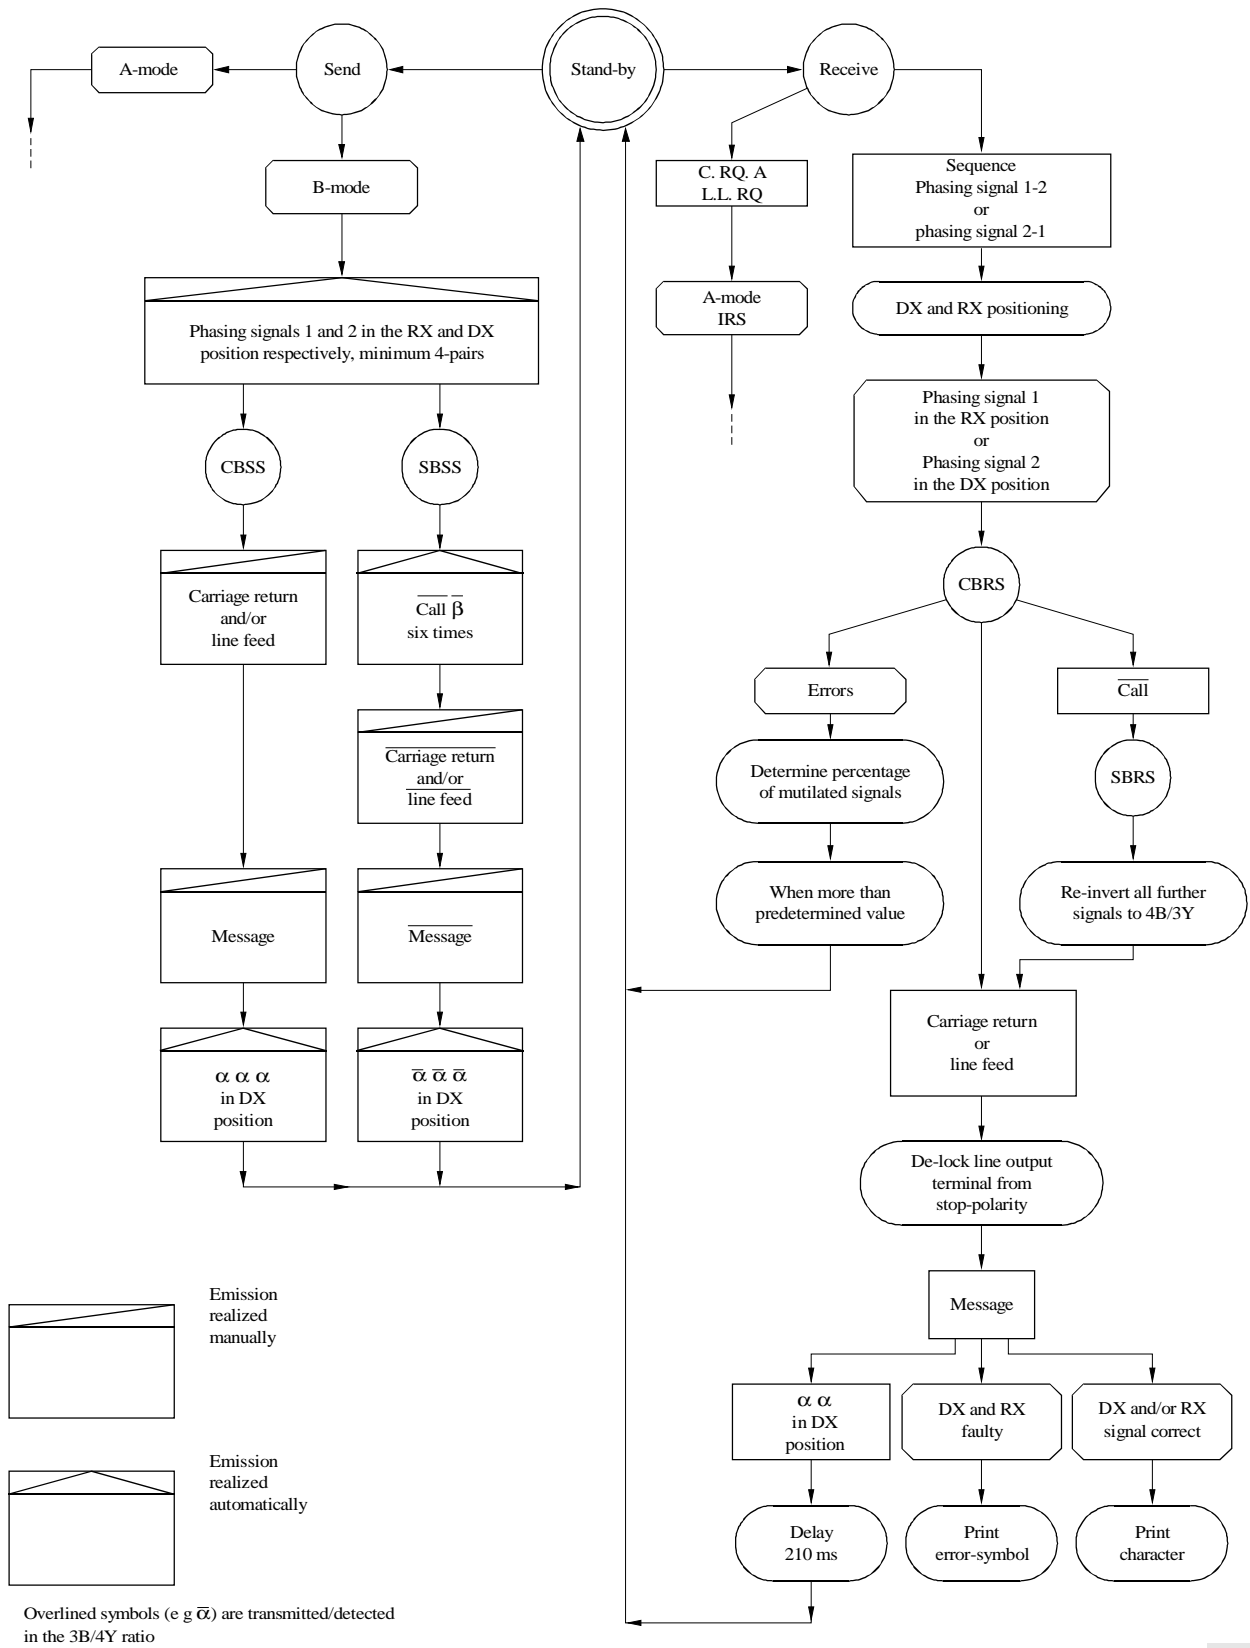 A-mode
Send
Stand-by
Receive
B-mode
C. RQ. A
L.L. RQ
Sequence
Phasing signal 1-2
or
phasing signal 2-1
A-mode
IRS
DX and RX positioning
Phasing signals 1 and 2 in the RX and DX
position respectively, minimum 4-pairs
Phasing signal 1
in the RX position
or
Phasing signal 2
in the DX position
CBSS
SBSS
CBRS
Carriage return
and/or
line feed
C̅a̅l̅l̅ β̅
six times
Errors
C̅a̅l̅l̅
C̅a̅r̅r̅i̅a̅g̅e̅ ̅r̅e̅t̅u̅r̅n̅
and/or
l̅i̅n̅e̅ ̅f̅e̅e̅d̅
Determine percentage
of mutilated signals
SBRS
When more than
predetermined value
Re-invert all further
signals to 4B/3Y
Message
M̅e̅s̅s̅a̅g̅e̅
Carriage return
or
line feed
α α α
in DX
position
α̅ α̅ α̅
in DX
position
De-lock line output
terminal from
stop-polarity
Message
α α
in DX
position
DX and RX
faulty
DX and/or RX
signal correct
Delay
210 ms
Print
error-symbol
Print
character
Emission
realized
manually
Emission
realized
automatically
Overlined symbols (e g α̅) are transmitted/detected
in the 3B/4Y ratio